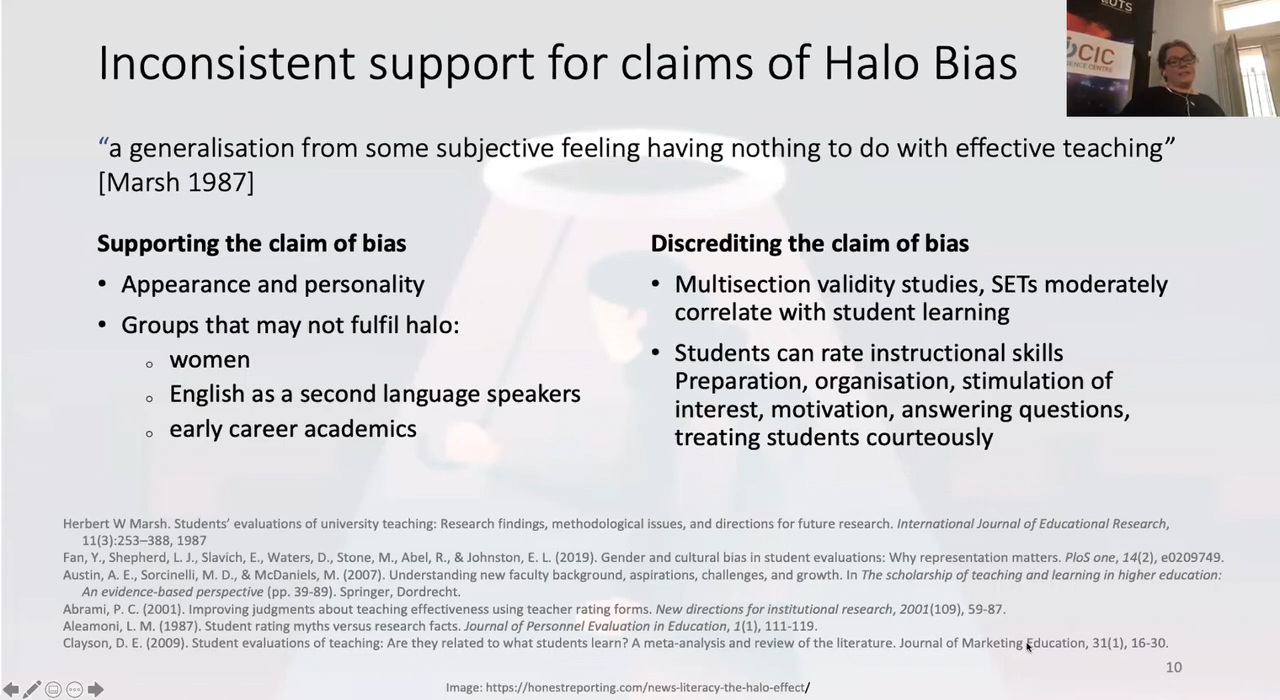 Inconsistent support for claims of Halo Bias
UTS
CIC
“a generalisation from some subjective feeling having nothing to do with effective teaching”
[Marsh 1987]
Supporting the claim of bias
• Appearance and personality
• Groups that may not fulfil halo:
o women
o English as a second language speakers
o early career academics
Discrediting the claim of bias
• Multisection validity studies, SETs moderately
correlate with student learning
• Students can rate instructional skills
Preparation, organisation, stimulation of
interest, motivation, answering questions,
treating students courteously
Herbert W Marsh. Students’ evaluations of university teaching: Research findings, methodological issues, and directions for future research. International Journal of Educational Research,
11(3):253–388, 1987
Fan, Y., Shepherd, L. J., Slavich, E., Waters, D., Stone, M., Abel, R., & Johnston, E. L. (2019). Gender and cultural bias in student evaluations: Why representation matters. PloS one, 14(2), e0209749.
Austin, A. E., Sorcinelli, M. D., & McDaniels, M. (2007). Understanding new faculty background, aspirations, challenges, and growth. In The scholarship of teaching and learning in higher education:
An evidence-based perspective (pp. 39-89). Springer, Dordrecht.
Abrami, P. C. (2001). Improving judgments about teaching effectiveness using teacher rating forms. New directions for institutional research, 2001(109), 59-87.
Aleamoni, L. M. (1987). Student rating myths versus research facts. Journal of Personnel Evaluation in Education, 1(1), 111-119.
Clayson, D. E. (2009). Student evaluations of teaching: Are they related to what students learn? A meta-analysis and review of the literature. Journal of Marketing Education, 31(1), 16-30.
10
Image: https://honestreporting.com/news-literacy-the-halo-effect/